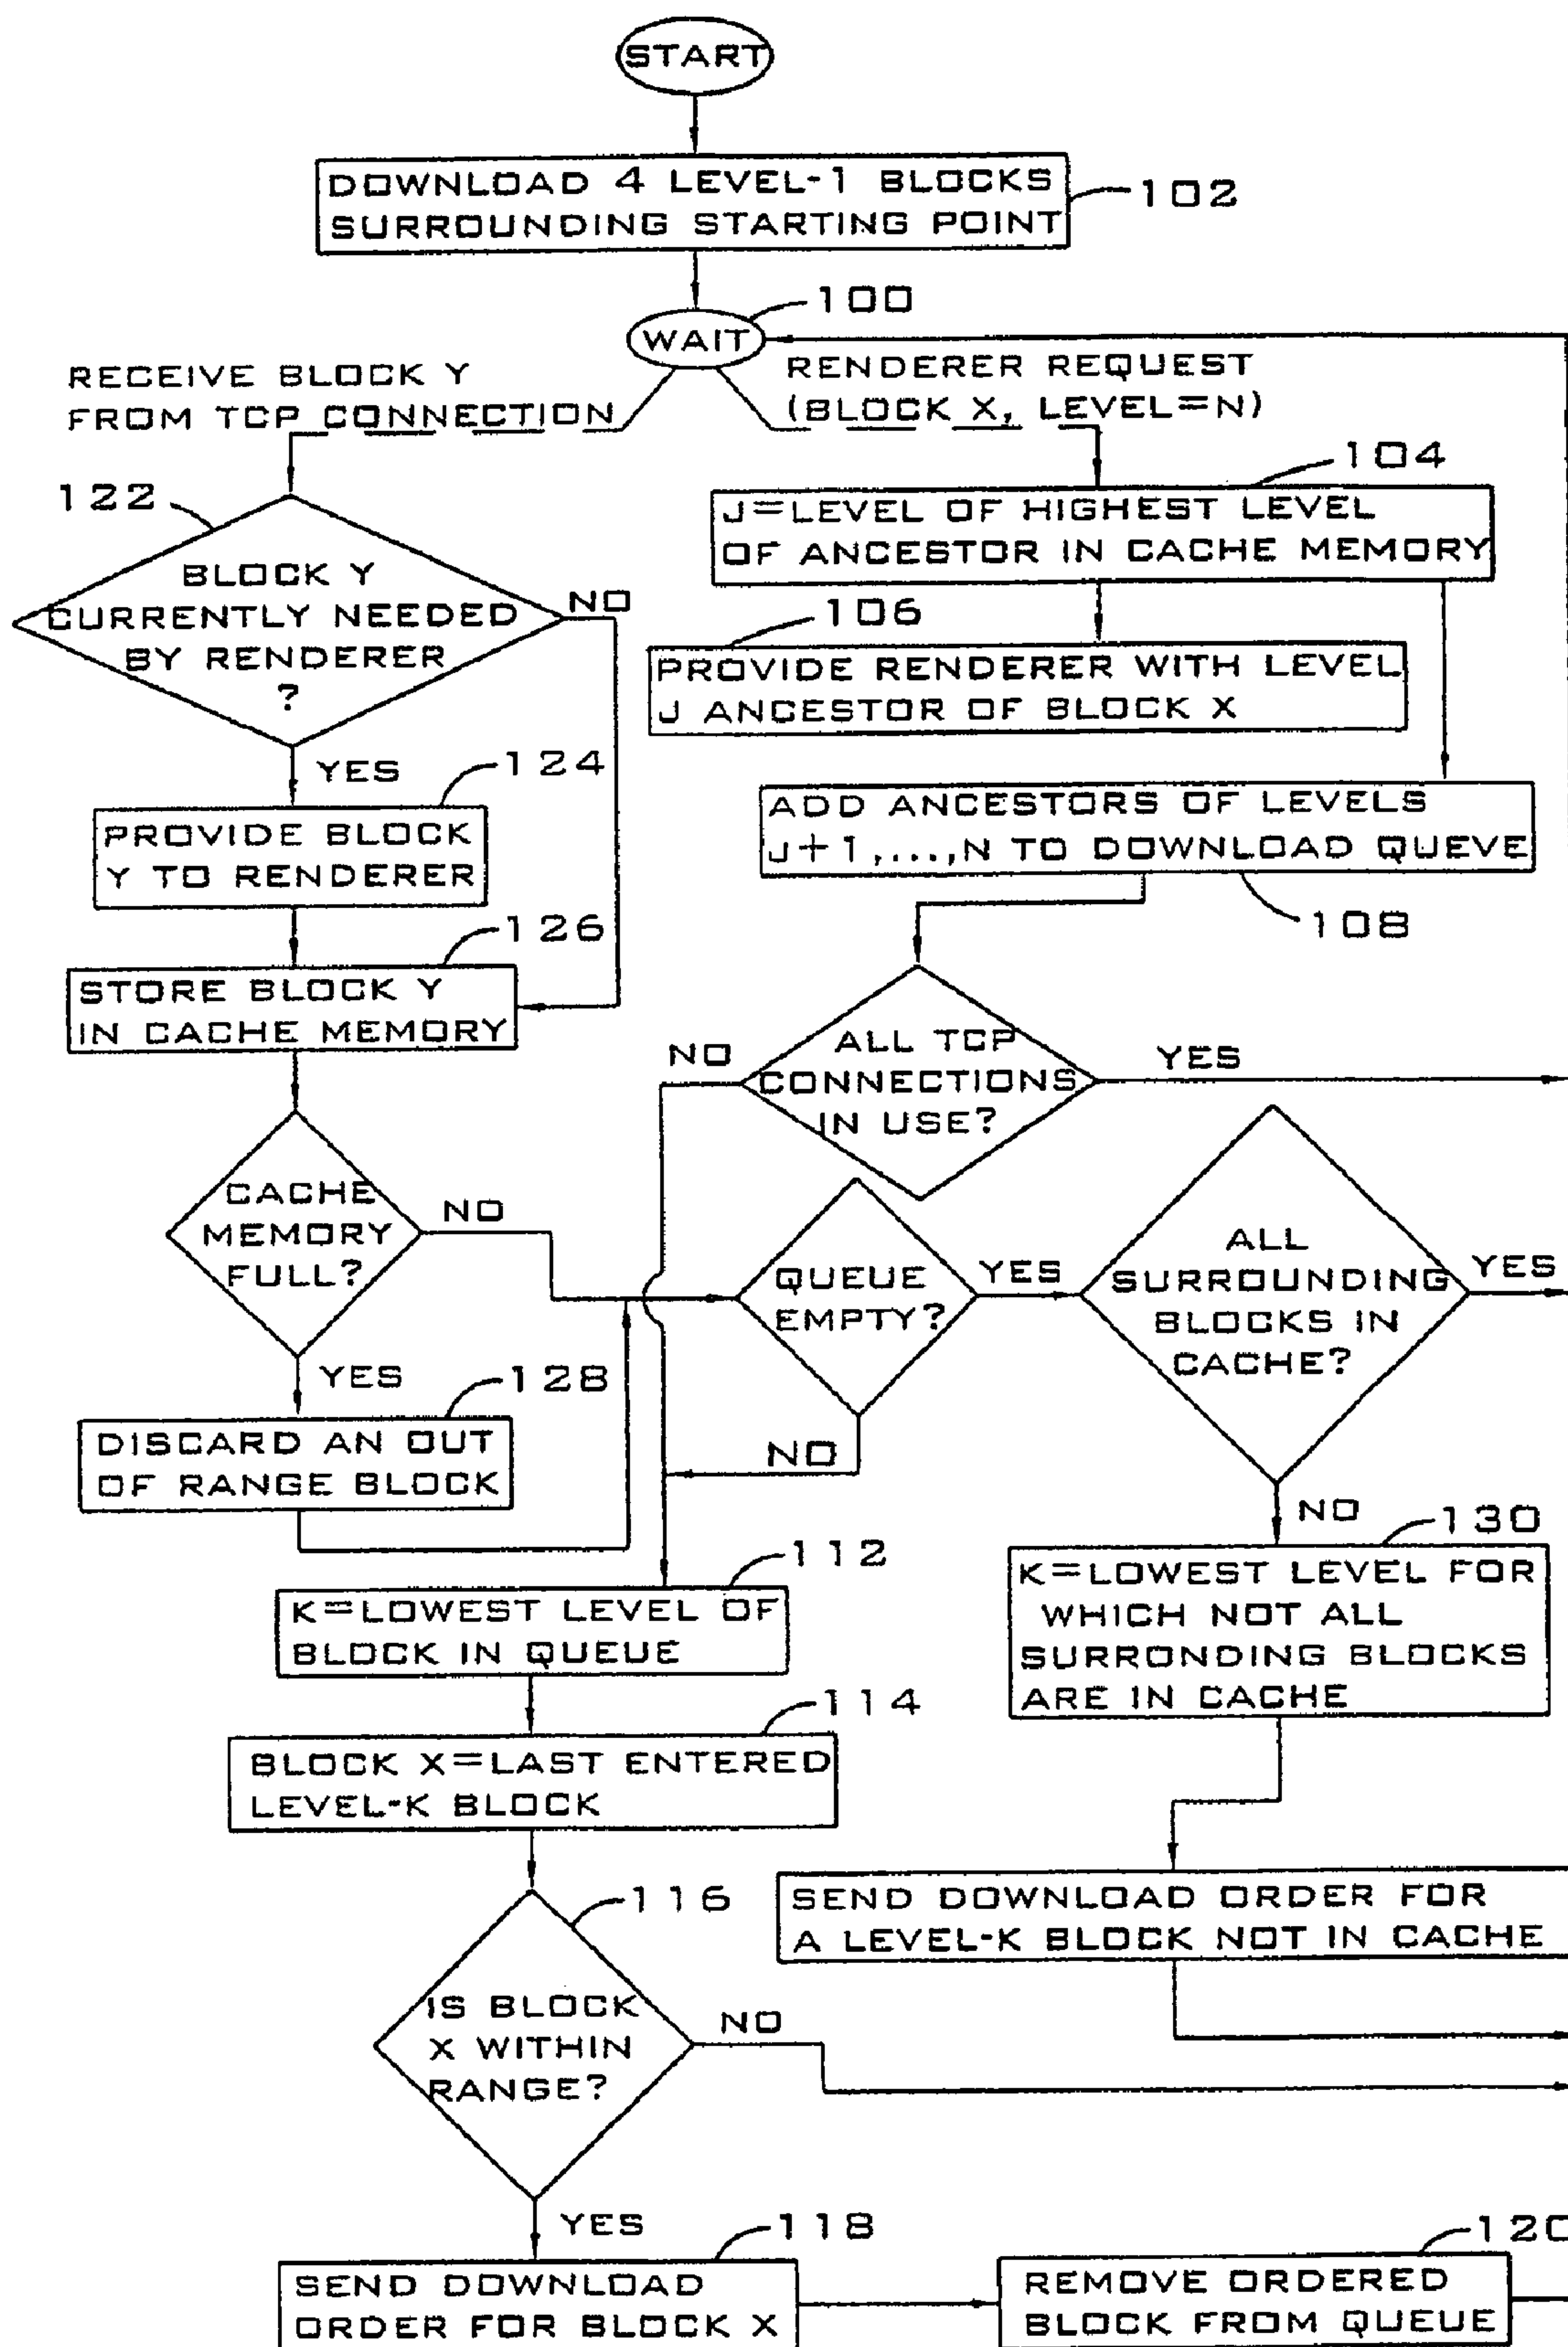 START
DOWNLOAD 4 LEVEL-1 BLOCKS
SURROUNDING STARTING POINT
102
100
WAIT
RECEIVE BLOCK Y
FROM TCP CONNECTION
RENDERER REQUEST
(BLOCK X, LEVEL=N)
104
J=LEVEL OF HIGHEST LEVEL
OF ANCESTOR IN CACHE MEMORY
122
BLOCK Y
CURRENTLY NEEDED
BY RENDERER
?
NO
106
PROVIDE RENDERER WITH LEVEL
J ANCESTOR OF BLOCK X
YES
124
PROVIDE BLOCK
Y TO RENDERER
ADD ANCESTORS OF LEVELS
J+1,...,N TO DOWNLOAD QUEVE
108
126
STORE BLOCK Y
IN CACHE MEMORY
NO
ALL TCP
CONNECTIONS
IN USE?
YES
CACHE
MEMORY
FULL?
NO
QUEUE
EMPTY?
YES
ALL
SURROUNDING
BLOCKS IN
CACHE?
YES
YES
128
DISCARD AN OUT
OF RANGE BLOCK
NO
NO
130
K=LOWEST LEVEL FOR
WHICH NOT ALL
SURRONDING BLOCKS
ARE IN CACHE
112
K=LOWEST LEVEL OF
BLOCK IN QUEUE
114
BLOCK X=LAST ENTERED
LEVEL-K BLOCK
116
IS BLOCK
X WITHIN
RANGE?
NO
SEND DOWNLOAD ORDER FOR
A LEVEL-K BLOCK NOT IN CACHE
YES
118
SEND DOWNLOAD
ORDER FOR BLOCK X
120
REMOVE ORDERED
BLOCK FROM QUEUE